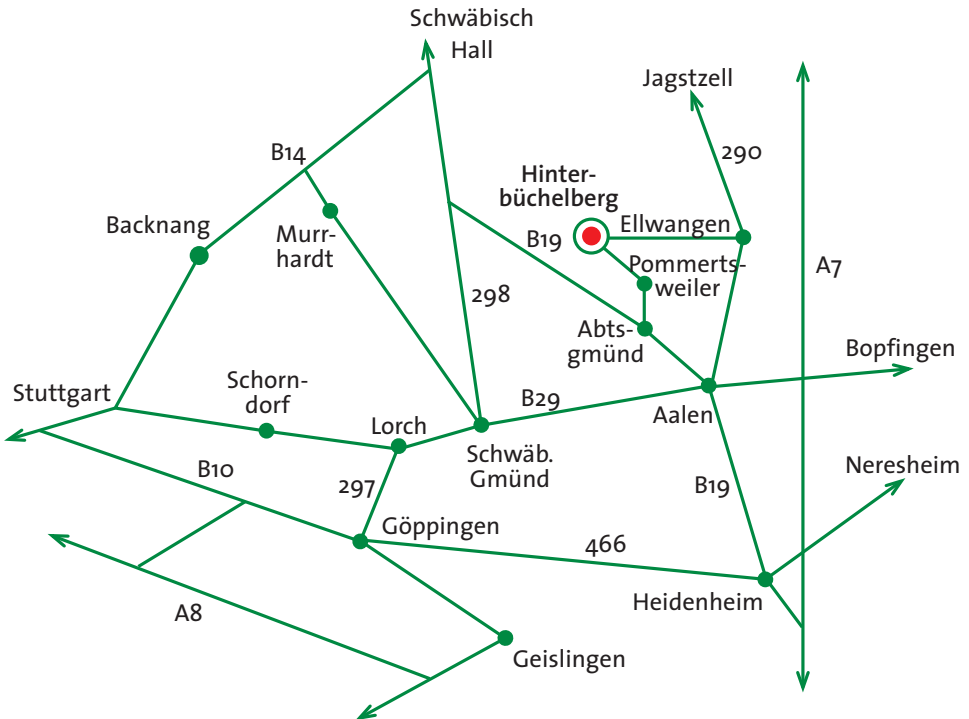 Schwäbisch
Hall
Jagstzell
B14
290
Hinter-
büchelberg
Backnang
Murr-
hardt
B19
Ellwangen
Pommerts-
weiler
A7
298
Abts-
gmünd
Bopfingen
Stuttgart
Schorn-
dorf
Lorch
B29
Aalen
Schwäb.
Gmünd
B10
297
B19
Neresheim
Göppingen
466
A8
Heidenheim
Geislingen